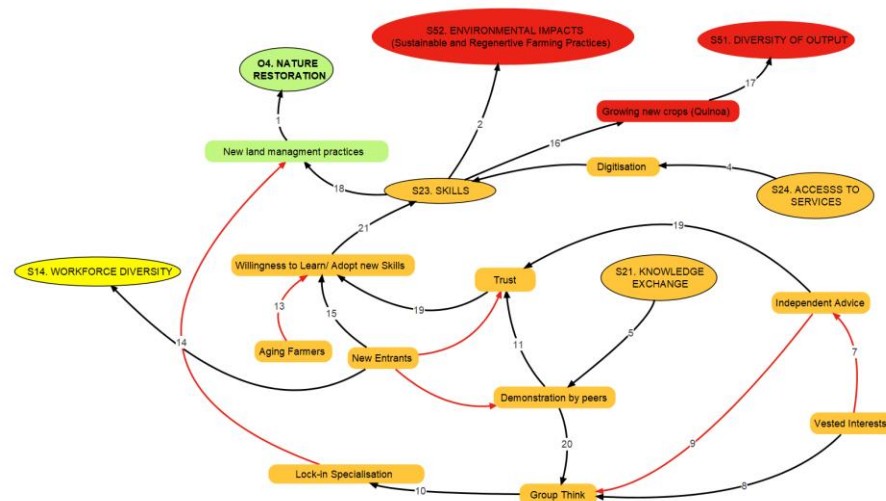 S52. ENVIRONMENTAL IMPACTS
(Sustainable and Regenertive Farming Practices)
S51. DIVERSITY OF OUTPUT
O4. NATURE
RESTORATION
17
Growing new crops (Quinoa)
1
2
16
New land managment practices
Digitisation
4
S24. ACCESSS TO
SERVICES
18
S23. SKILLS
21
19
S14. WORKFORCE DIVERSITY
Willingness to Learn/ Adopt new Skills
Trust
S21. KNOWLEDGE
EXCHANGE
13
15
19
Independent Advice
14
Aging Farmers
New Entrants
11
5
7
Demonstration by peers
Vested Interests
20
9
Lock-in Specialisation
10
Group Think
8